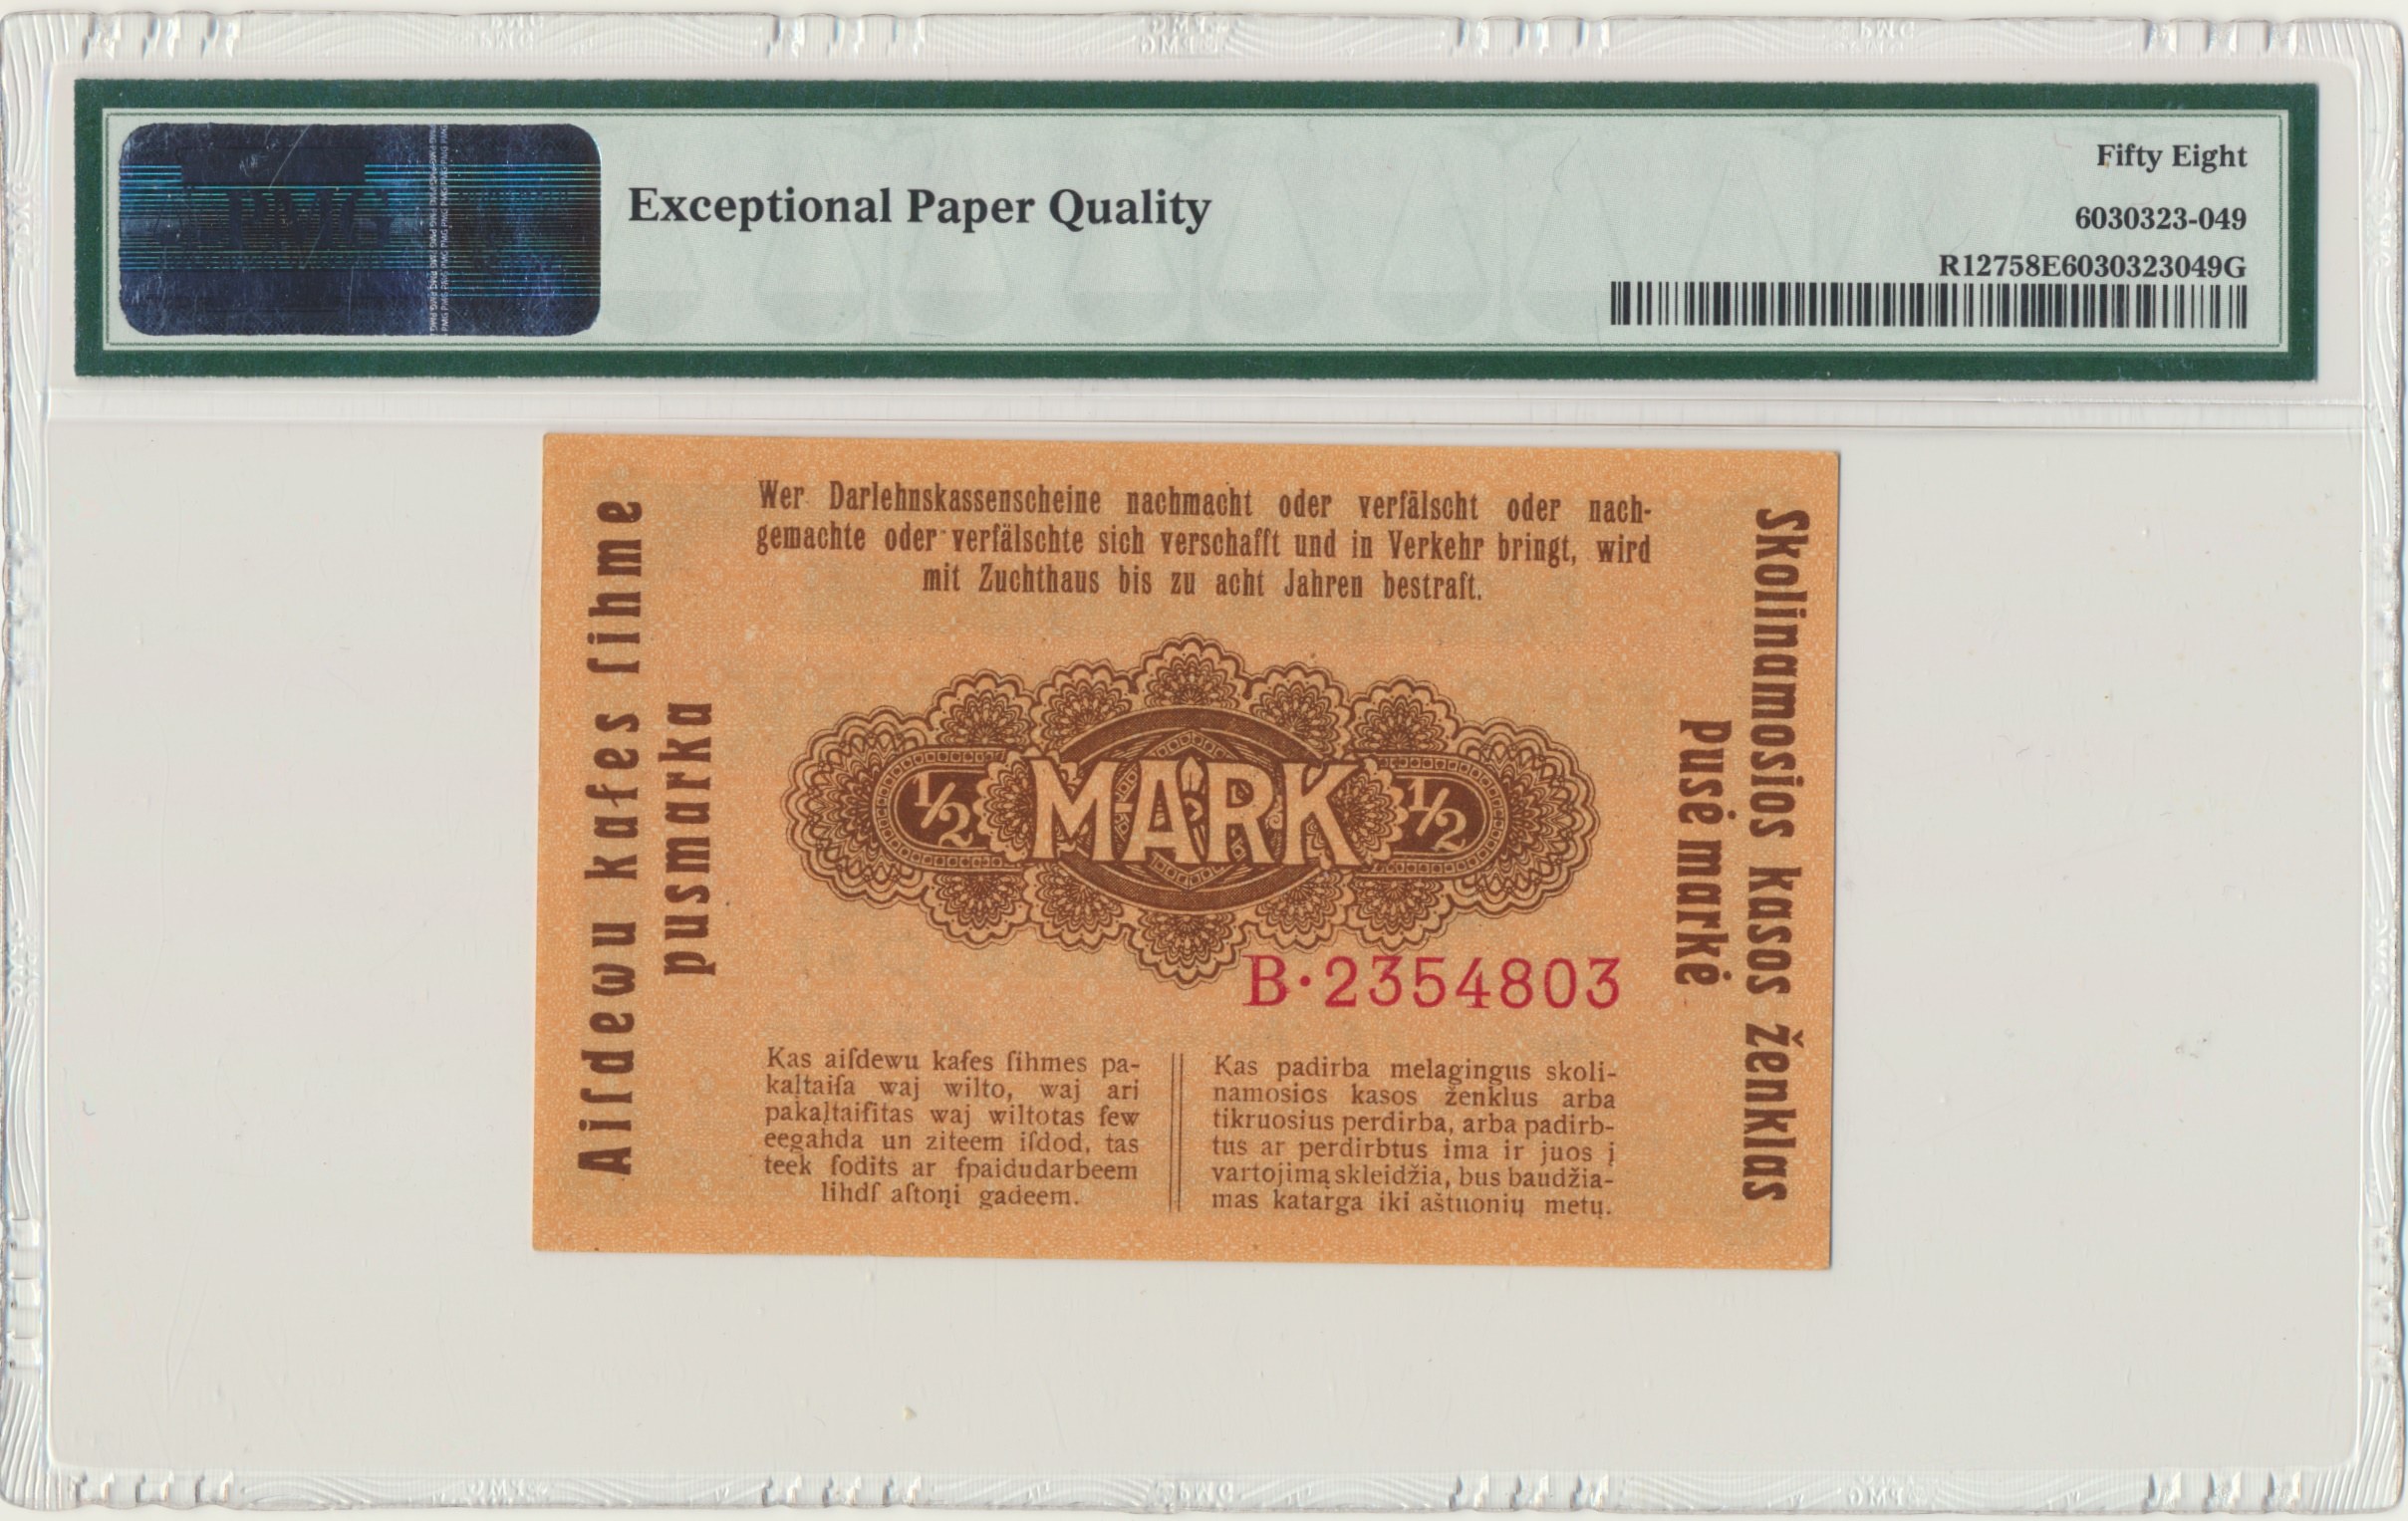 PMG
Exceptional Paper Quality
Fifty Eight
6030323-049
R12758E6030323049G
Wer Darlehnskassenscheine nachmacht oder verfälscht oder nach-
gemachte oder verfälschte sich verschafft und in Verkehr bringt, wird
mit Zuchthaus bis zu acht Jahren bestraft.
Aiſdewu kaſes ſihme
pusmarka
½ MARK ½
Skolinamosios kasos ženklas
pusė markė
B·2354803
Kas aiſdewu kaſes ſihmes pa-
kaļtaiſa waj wilto, waj ari
pakaļtaiſitas waj wiltotas ſew
eegahda un ziteem iſdod, tas
teek ſodits ar ſpaidudarbeem
lihdſ aſtoņi gadeem.
Kas padirba melagingus skoli-
namosios kasos ženklus arba
tikruosius perdirba, arba padirb-
tus ar perdirbtus ima ir juos į
vartojimą skleidžia, bus baudžia-
mas katarga iki aštuonių metų.